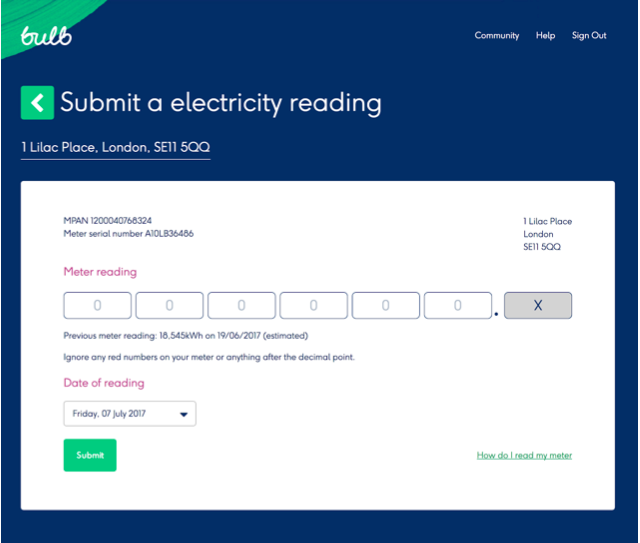 bulb
Community Help Sign Out
Submit a electricity reading
1 Lilac Place, London, SE11 5QQ
MPAN 1200040768324
Meter serial number A10LB36486
1 Lilac Place
London
SE11 5QQ
Meter reading
0 0 0 0 0 0 . X
Previous meter reading: 18,545kWh on 19/06/2017 (estimated)
Ignore any red numbers on your meter or anything after the decimal point.
Date of reading
Friday, 07 July 2017
Submit
How do I read my meter